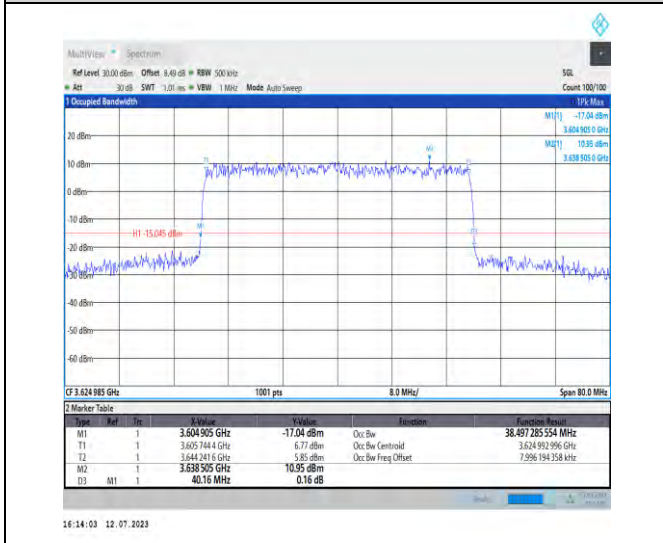 MultiView Spectrum
Ref Level 30.00 dBm Offset 8.49 dB RBW 500 kHz SGL
Att 30 dB SWT 1.01 ms VBW 1 MHz Mode Auto Sweep Count 100/100
1 Occupied Bandwidth 1Pk Max
M1[1] -17.04 dBm
3.604 905 0 GHz
M2[1] 10.95 dBm
3.638 505 0 GHz
20 dBm
10 dBm
0 dBm
-10 dBm
H1 -15.045 dBm
-20 dBm
-30 dBm
-40 dBm
-50 dBm
-60 dBm
CF 3.624 985 GHz 1001 pts 8.0 MHz/ Span 80.0 MHz
2 Marker Table
Type Ref Trc X-Value Y-Value Function Function Result
M1 1 3.604 905 GHz -17.04 dBm Occ Bw 38.497 285 554 MHz
T1 1 3.605 744 4 GHz 6.77 dBm Occ Bw Centroid 3.624 992 996 GHz
T2 1 3.644 241 6 GHz 5.85 dBm Occ Bw Freq Offset 7.996 194 358 kHz
M2 1 3.638 505 GHz 10.95 dBm
D3 M1 1 40.16 MHz 0.16 dB
16:14:03 12.07.2023